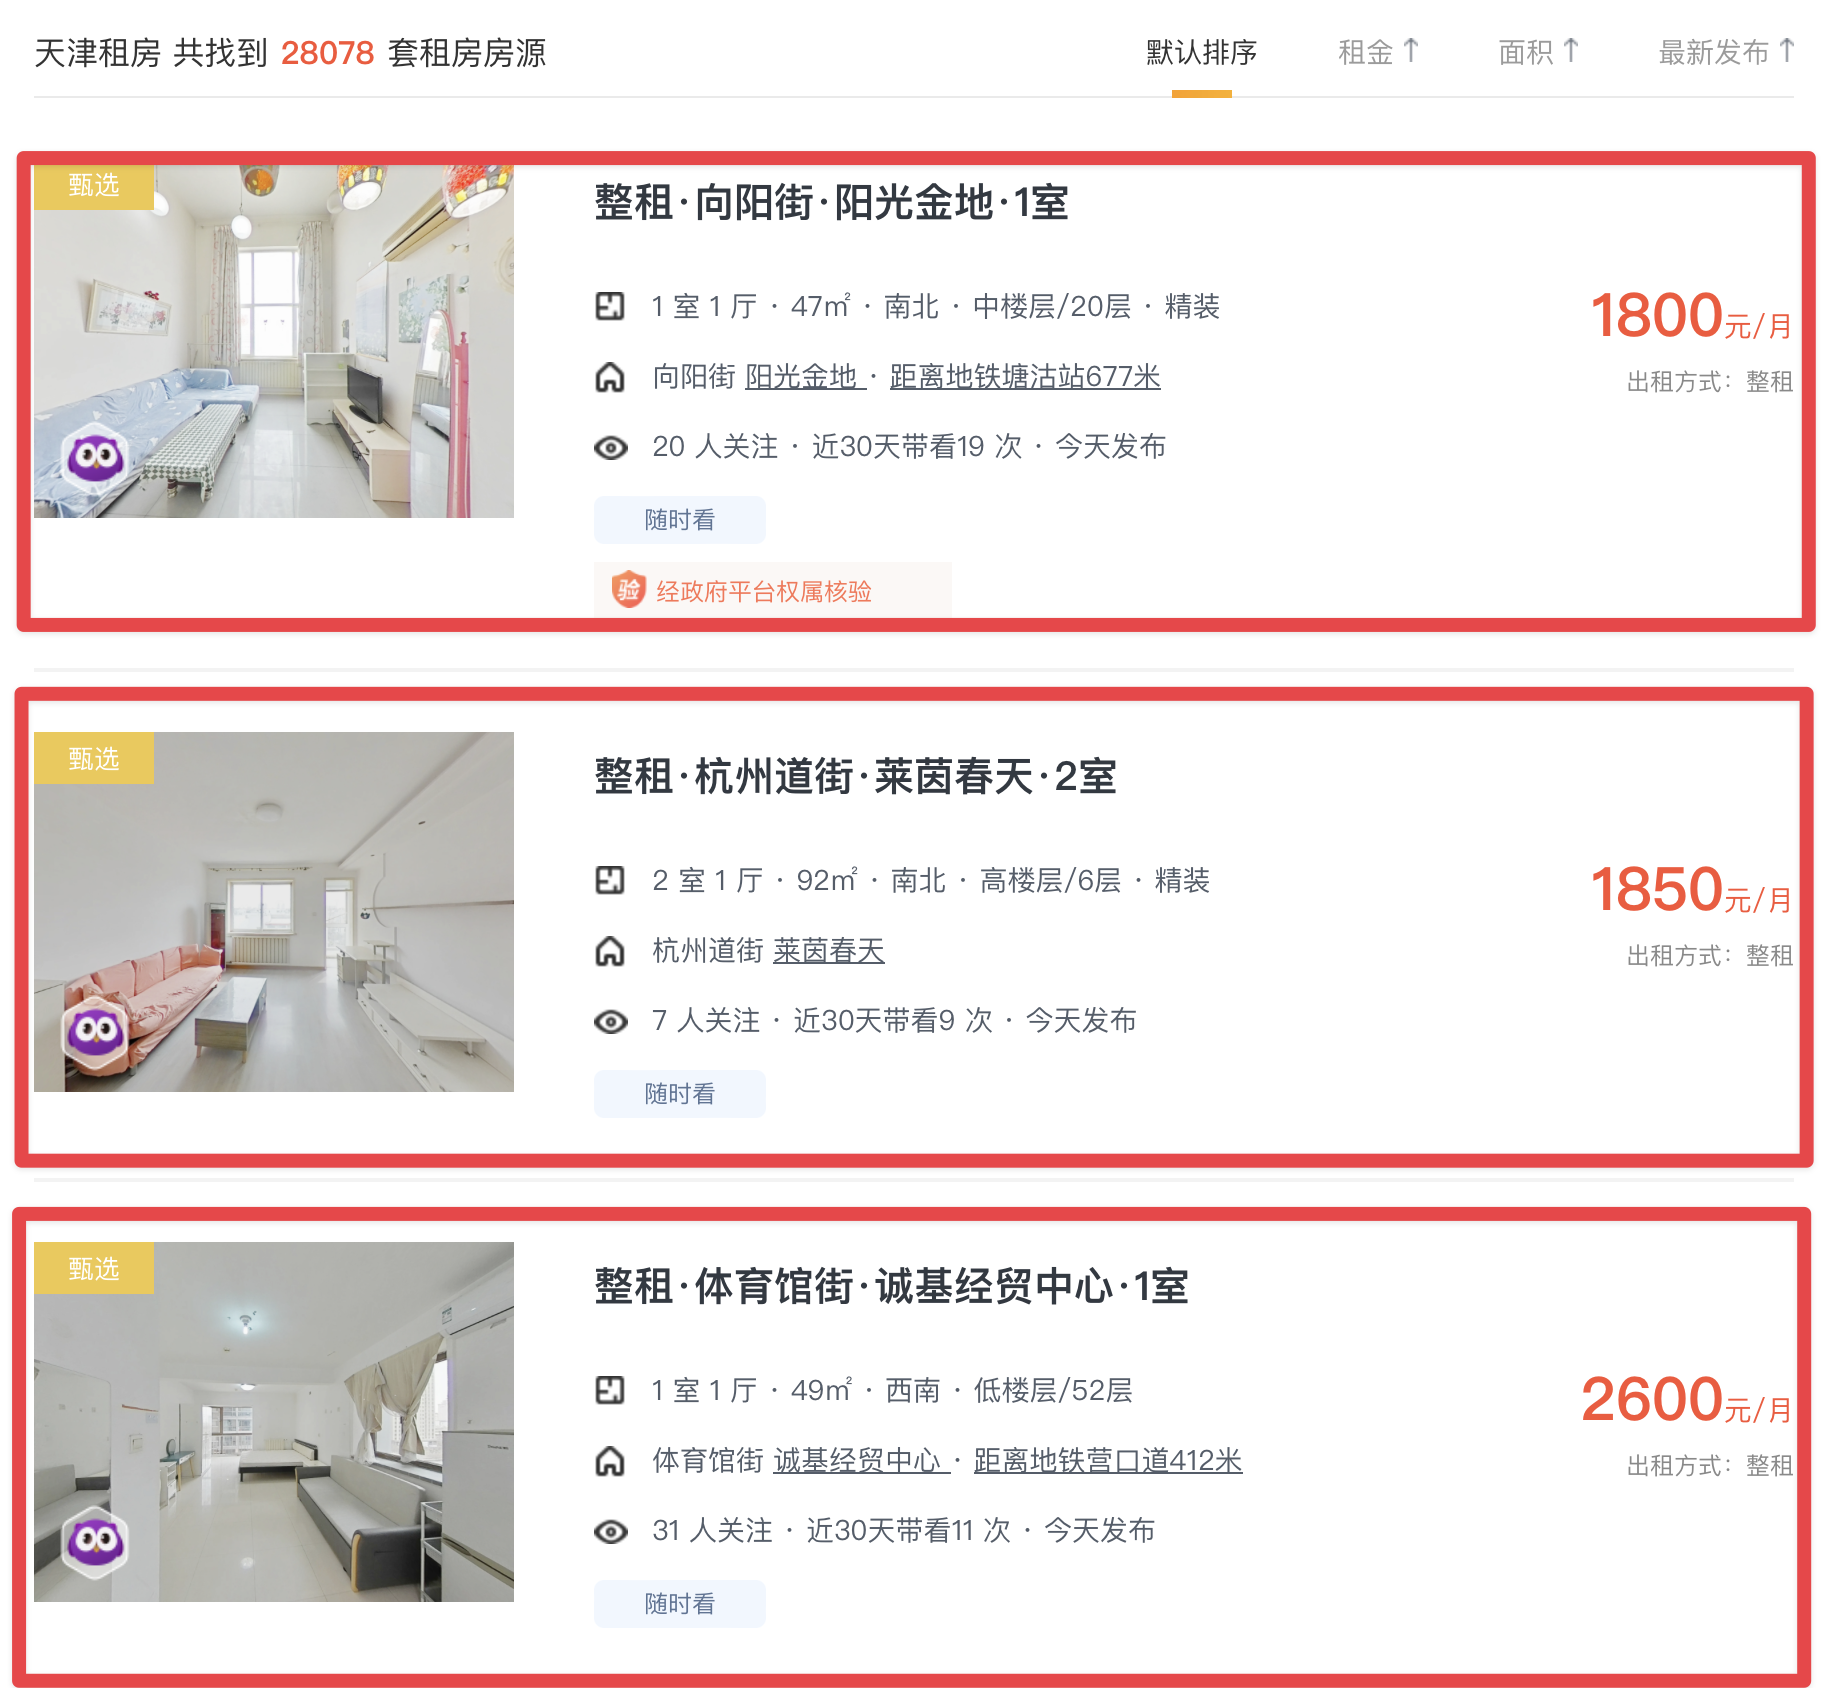 天津租房 共找到 28078 套租房房源
默认排序 租金↑ 面积↑ 最新发布↑
甄选
整租·向阳街·阳光金地·1室
1 室 1 厅 · 47㎡ · 南北 · 中楼层/20层 · 精装
1800元/月
向阳街 阳光金地 · 距离地铁塘沽站677米
出租方式：整租
20 人关注 · 近30天带看19 次 · 今天发布
随时看
验 经政府平台权属核验
甄选
整租·杭州道街·莱茵春天·2室
2 室 1 厅 · 92㎡ · 南北 · 高楼层/6层 · 精装
1850元/月
杭州道街 莱茵春天
出租方式：整租
7 人关注 · 近30天带看9 次 · 今天发布
随时看
甄选
整租·体育馆街·诚基经贸中心·1室
1 室 1 厅 · 49㎡ · 西南 · 低楼层/52层
2600元/月
体育馆街 诚基经贸中心 · 距离地铁营口道412米
出租方式：整租
31 人关注 · 近30天带看11 次 · 今天发布
随时看